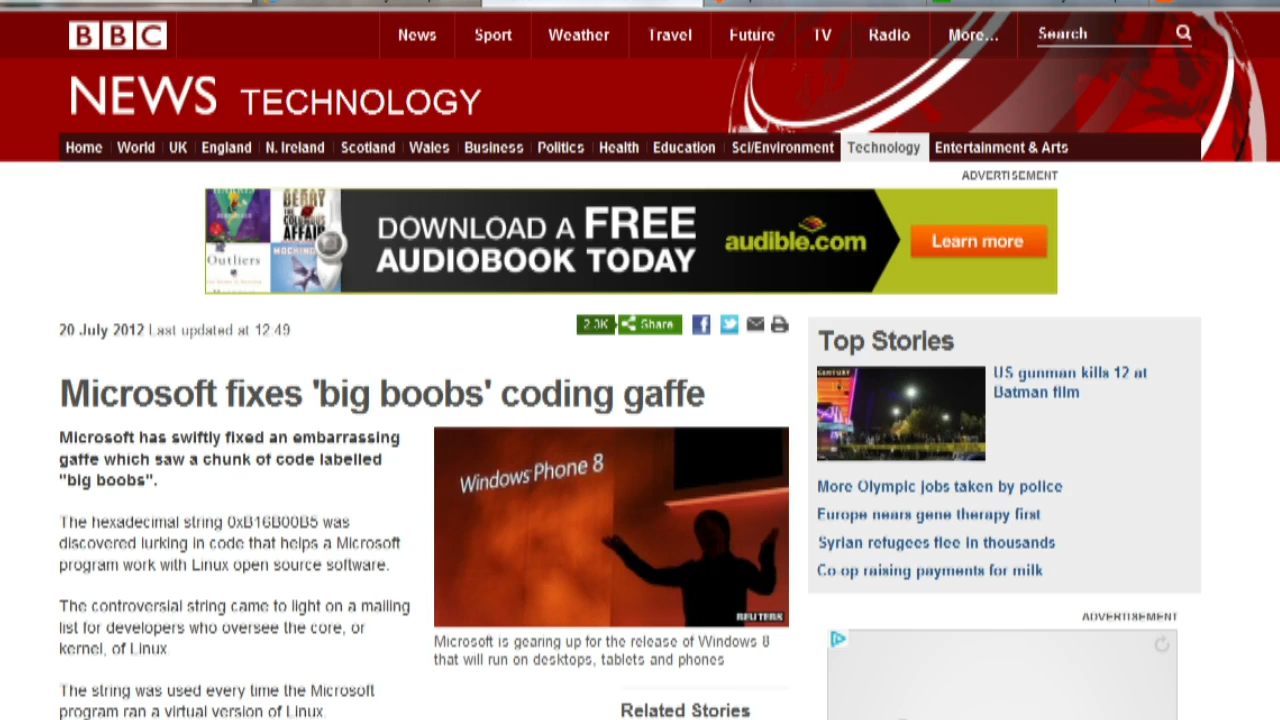 BBC
News Sport Weather Travel Future TV Radio More... Search
NEWS TECHNOLOGY
Home World UK England N. Ireland Scotland Wales Business Politics Health Education Sci/Environment Technology Entertainment & Arts
ADVERTISEMENT
BERRY
THE
COLUMBUS
AFFAIR
Outliers
MOCKING
DOWNLOAD A FREE
AUDIOBOOK TODAY
audible.com
Learn more
20 July 2012 Last updated at 12:49
2.0K Share
Microsoft fixes 'big boobs' coding gaffe
Microsoft has swiftly fixed an embarrassing
gaffe which saw a chunk of code labelled
"big boobs".
The hexadecimal string 0xB16B00B5 was
discovered lurking in code that helps a Microsoft
program work with Linux open source software.
The controversial string came to light on a mailing
list for developers who oversee the core, or
kernel, of Linux.
The string was used every time the Microsoft
program ran a virtual version of Linux.
Windows Phone 8
REUTERS
Microsoft is gearing up for the release of Windows 8
that will run on desktops, tablets and phones
Related Stories
Top Stories
CENTURY
US gunman kills 12 at
Batman film
More Olympic jobs taken by police
Europe nears gene therapy first
Syrian refugees flee in thousands
Co-op raising payments for milk
ADVERTISEMENT